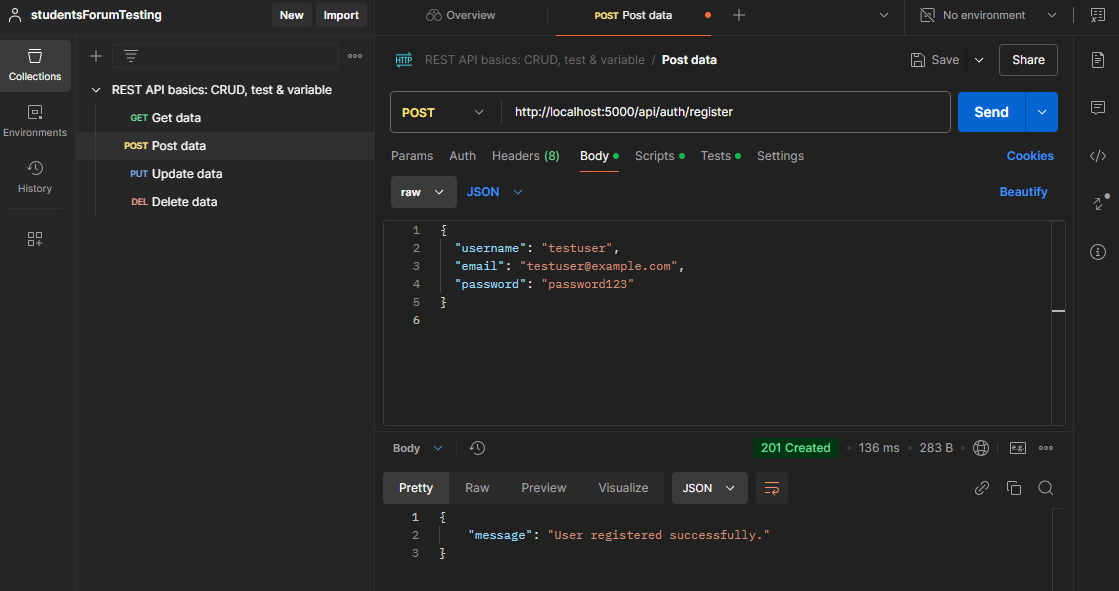 studentsForumTesting
New
Import
Overview
POST Post data
No environment
Collections
Environments
History
REST API basics: CRUD, test & variable
GET Get data
POST Post data
PUT Update data
DEL Delete data
HTTP REST API basics: CRUD, test & variable / Post data
Save
Share
POST
http://localhost:5000/api/auth/register
Send
Params
Auth
Headers (8)
Body
Scripts
Tests
Settings
Cookies
raw
JSON
Beautify
1 {
2 "username": "testuser",
3 "email": "testuser@example.com",
4 "password": "password123"
5 }
6
Body
201 Created
136 ms
283 B
e.g.
Pretty
Raw
Preview
Visualize
JSON
1 {
2 "message": "User registered successfully."
3 }